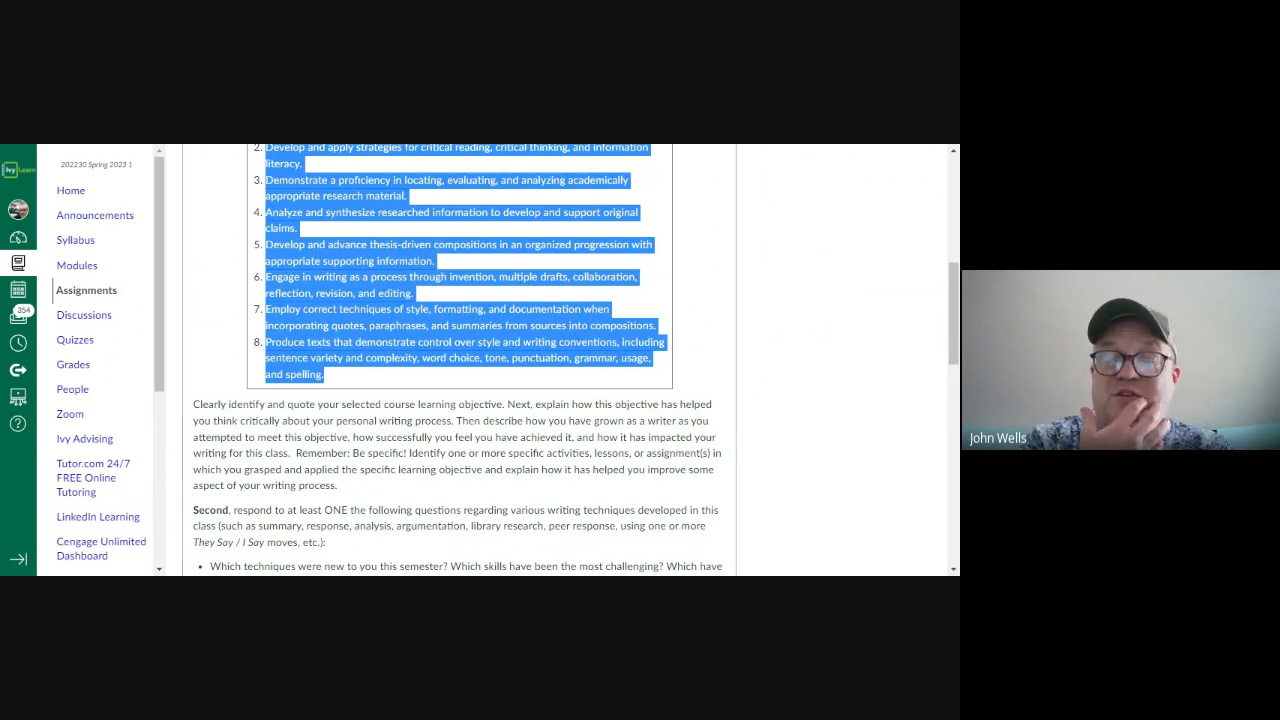 Ivy Learn
354
202230 Spring 2023 1
Home
Announcements
Syllabus
Modules
Assignments
Discussions
Quizzes
Grades
People
Zoom
Ivy Advising
Tutor.com 24/7
FREE Online
Tutoring
LinkedIn Learning
Cengage Unlimited
Dashboard
2. Develop and apply strategies for critical reading, critical thinking, and information
literacy.
3. Demonstrate a proficiency in locating, evaluating, and analyzing academically
appropriate research material.
4. Analyze and synthesize researched information to develop and support original
claims.
5. Develop and advance thesis-driven compositions in an organized progression with
appropriate supporting information.
6. Engage in writing as a process through invention, multiple drafts, collaboration,
reflection, revision, and editing.
7. Employ correct techniques of style, formatting, and documentation when
incorporating quotes, paraphrases, and summaries from sources into compositions.
8. Produce texts that demonstrate control over style and writing conventions, including
sentence variety and complexity, word choice, tone, punctuation, grammar, usage,
and spelling.
Clearly identify and quote your selected course learning objective. Next, explain how this objective has helped
you think critically about your personal writing process. Then describe how you have grown as a writer as you
attempted to meet this objective, how successfully you feel you have achieved it, and how it has impacted your
writing for this class. Remember: Be specific! Identify one or more specific activities, lessons, or assignment(s) in
which you grasped and applied the specific learning objective and explain how it has helped you improve some
aspect of your writing process.
Second, respond to at least ONE the following questions regarding various writing techniques developed in this
class (such as summary, response, analysis, argumentation, library research, peer response, using one or more
They Say / I Say moves, etc.):
• Which techniques were new to you this semester? Which skills have been the most challenging? Which have
John Wells